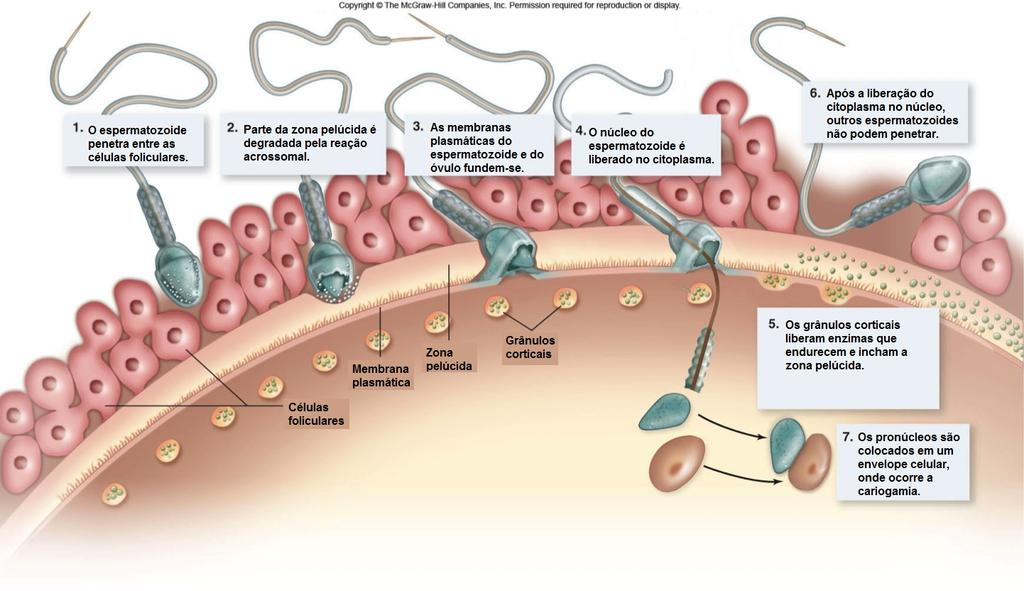 Copyright © The McGraw-Hill Companies, Inc. Permission required for reproduction or display.
1. O espermatozoide
penetra entre as
células foliculares.
2. Parte da zona pelúcida é
degradada pela reação
acrossomal.
3. As membranas
plasmáticas do
espermatozoide e do
óvulo fundem-se.
4. O núcleo do
espermatozoide é
liberado no citoplasma.
6. Após a liberação do
citoplasma no núcleo,
outros espermatozoides
não podem penetrar.
5. Os grânulos corticais
liberam enzimas que
endurecem e incham a
zona pelúcida.
Grânulos
corticais
Zona
pelúcida
Membrana
plasmática
Células
foliculares
7. Os pronúcleos são
colocados em um
envelope celular,
onde ocorre a
cariogamia.